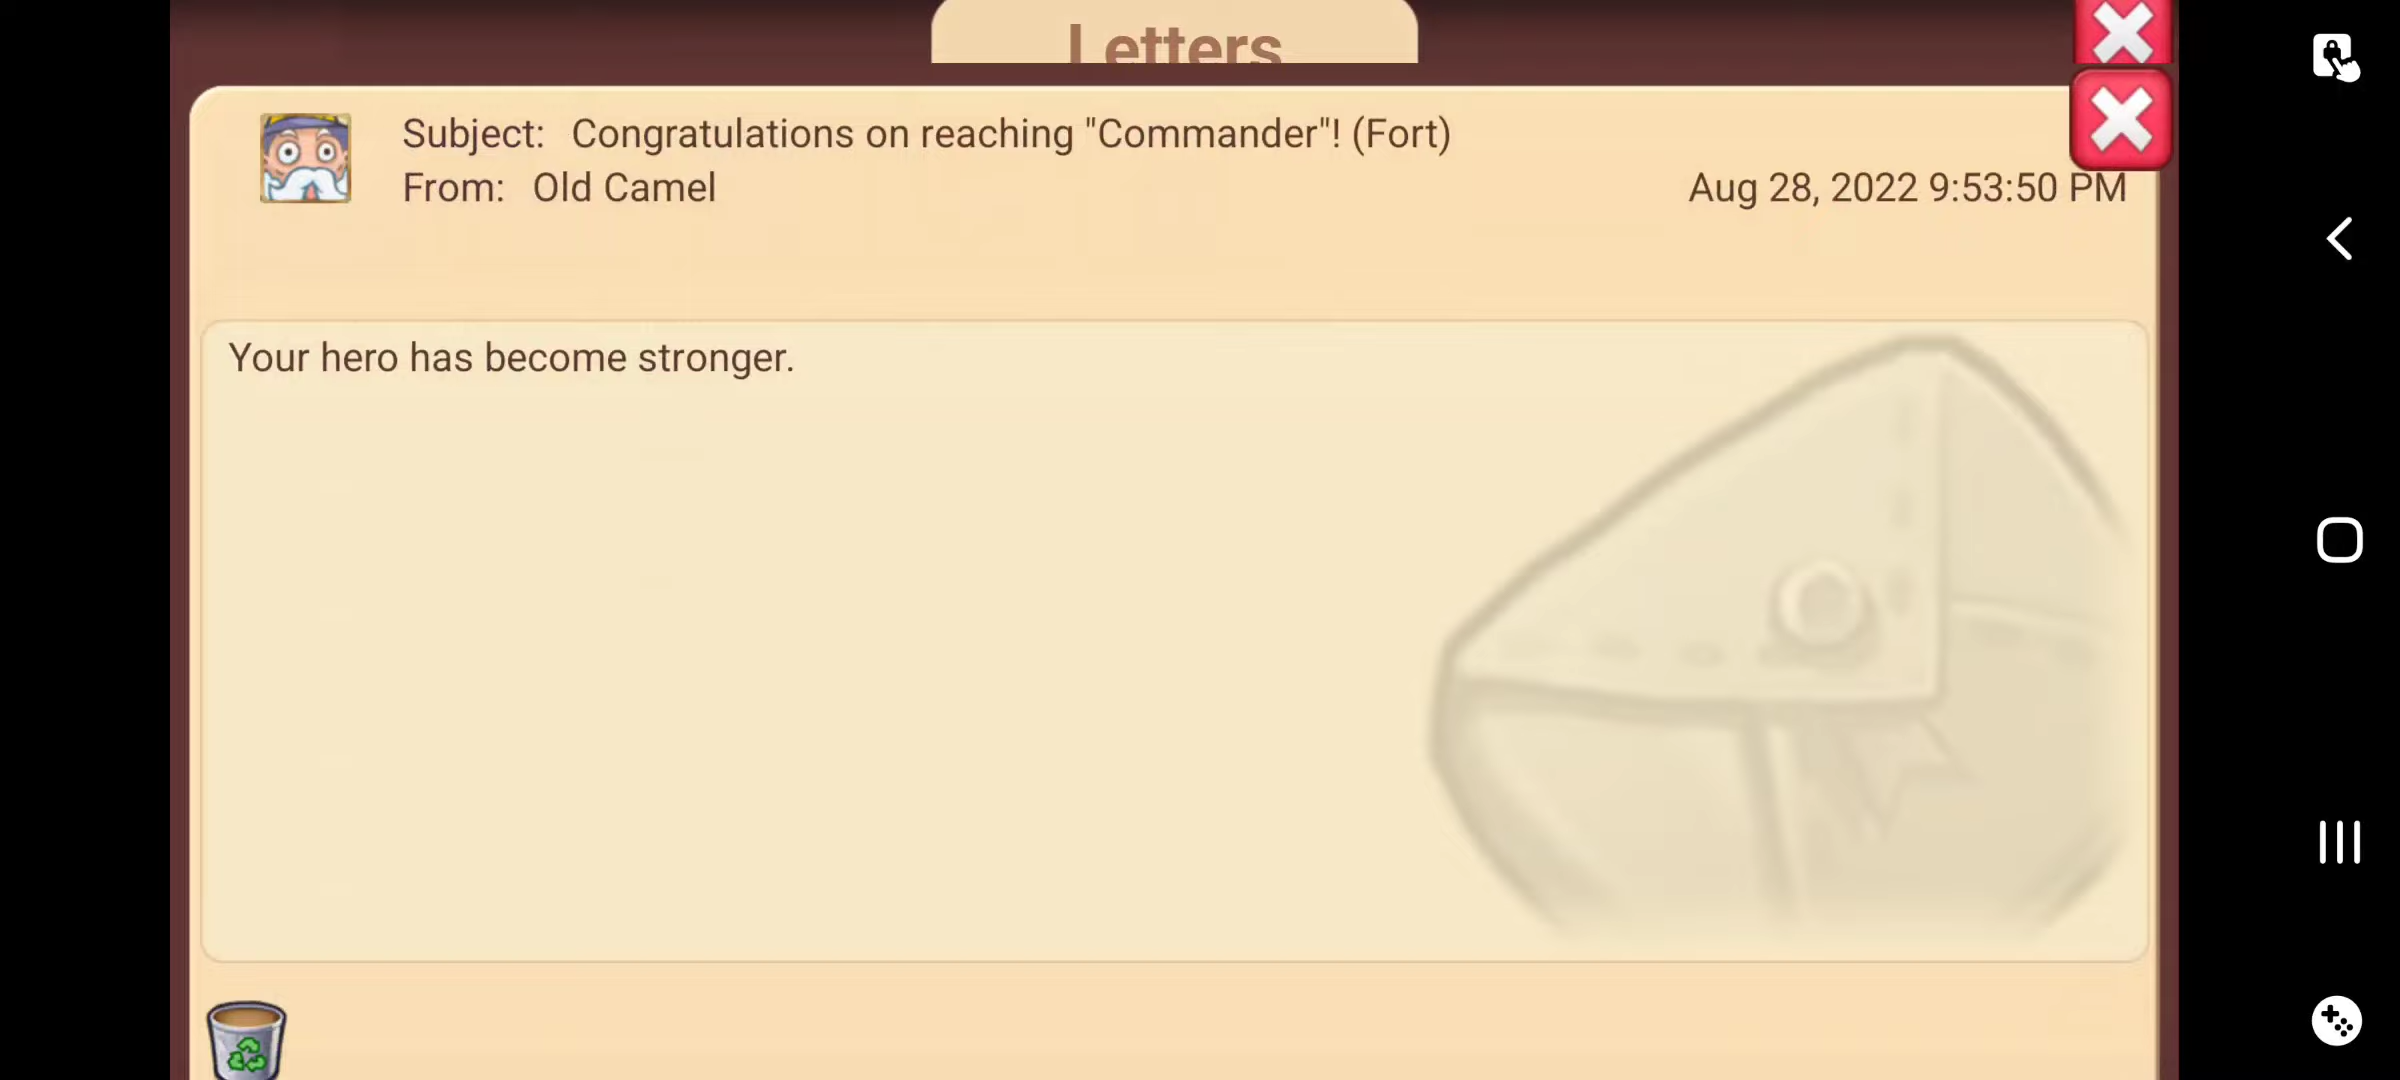 Letters
Subject: Congratulations on reaching "Commander"! (Fort)
From: Old Camel
Aug 28, 2022 9:53:50 PM
Your hero has become stronger.